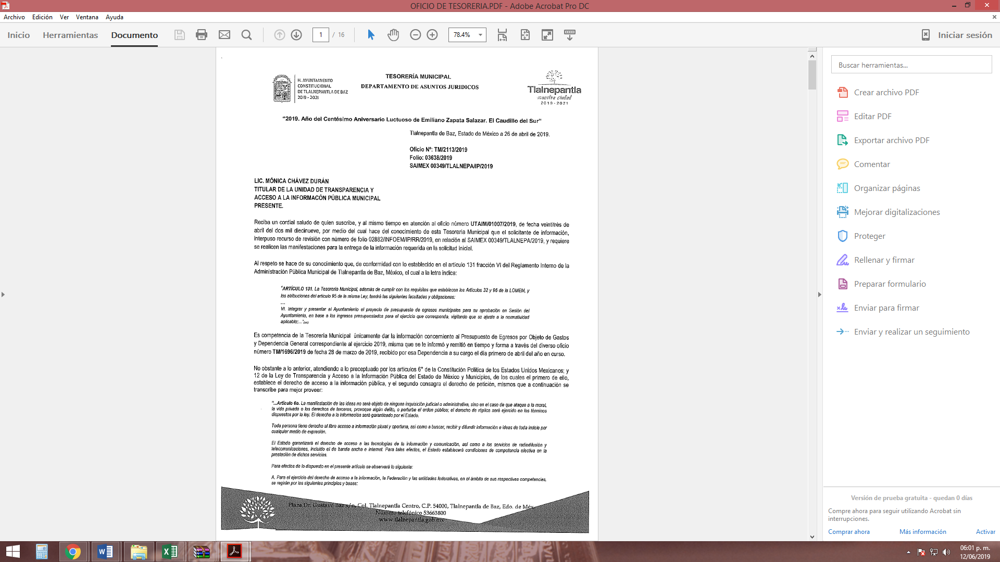 OFICIO DE TESORERIA.PDF - Adobe Acrobat Pro DC
Archivo Edición Ver Ventana Ayuda
Inicio Herramientas Documento 1 / 16 78.4% Iniciar sesión
H. AYUNTAMIENTO
CONSTITUCIONAL
DE TLALNEPANTLA DE BAZ
2019 - 2021
TESORERÍA MUNICIPAL
DEPARTAMENTO DE ASUNTOS JURIDICOS
Tlalnepantla
nuestra ciudad
2019 - 2021
“2019. Año del Centésimo Aniversario Luctuoso de Emiliano Zapata Salazar. El Caudillo del Sur”
Tlalnepantla de Baz, Estado de México a 26 de abril de 2019.
Oficio Nº: TM/2113/2019
Folio: 03638/2019
SAIMEX 00349/TLALNEPA/IP/2019
LIC. MÓNICA CHÁVEZ DURÁN
TITULAR DE LA UNIDAD DE TRANSPARENCIA Y
ACCESO A LA INFORMACÓN PÚBLICA MUNICIPAL
PRESENTE.
Reciba un cordial saludo de quien suscribe, y al mismo tiempo en atención al oficio número UTAIM/01007/2019, de fecha veintitrés de
abril del dos mil diecinueve, por medio del cual hace del conocimiento de esta Tesorería Municipal que el solicitante de información,
interpuso recurso de revisión con número de folio 02882/INFOEM/IP/RR/2019, en relación al SAIMEX 00349/TLALNEPA/2019, y requiere
se realicen las manifestaciones para la entrega de la información requerida en la solicitud inicial.
Al respeto se hace de su conocimiento que, de conformidad con lo establecido en el artículo 131 fracción VI del Reglamento Interno de la
Administración Pública Municipal de Tlalnepantla de Baz, México, el cual a la letra indica:
“ARTÍCULO 131. La Tesorería Municipal, además de cumplir con los requisitos que establecen los Artículos 32 y 96 de la LOMEM, y
las atribuciones del artículo 95 de la misma Ley, tendrá las siguientes facultades y obligaciones:
....
VI. Integrar y presentar al Ayuntamiento el proyecto de presupuesto de egresos municipales para su aprobación en Sesión del
Ayuntamiento, en base a los ingresos presupuestados para el ejercicio que corresponda, vigilando que se ajuste a la normatividad
aplicable;...”(sic)
Es competencia de la Tesorería Municipal únicamente dar la información concerniente al Presupuesto de Egresos por Objeto de Gastos
y Dependencia General correspondiente al ejercicio 2019, misma que se le informó y remitió en tiempo y forma a través del diverso oficio
número TM/1696/2019 de fecha 28 de marzo de 2019, recibido por esa Dependencia a su cargo el día primero de abril del año en curso.
No obstante a lo anterior, atendiendo a lo preceptuado por los artículos 6° de la Constitución Política de los Estados Unidos Mexicanos; y
12 de la Ley de Transparencia y Acceso a la Información Pública del Estado de México y Municipios, de los cuales el primero de ello,
establece el derecho de acceso a la información pública, y el segundo consagra el derecho de petición, mismos que a continuación se
transcribe para mejor proveer:
“...Artículo 6o. La manifestación de las ideas no será objeto de ninguna inquisición judicial o administrativa, sino en el caso de que ataque a la moral,
la vida privada o los derechos de terceros, provoque algún delito, o perturbe el orden público; el derecho de réplica será ejercido en los términos
dispuestos por la ley. El derecho a la información será garantizado por el Estado.
Toda persona tiene derecho al libre acceso a información plural y oportuna, así como a buscar, recibir y difundir información e ideas de toda índole por
cualquier medio de expresión.
El Estado garantizará el derecho de acceso a las tecnologías de la información y comunicación, así como a los servicios de radiodifusión y
telecomunicaciones, incluido el de banda ancha e internet. Para tales efectos, el Estado establecerá condiciones de competencia efectiva en la
prestación de dichos servicios.
Para efectos de lo dispuesto en el presente artículo se observará lo siguiente:
A. Para el ejercicio del derecho de acceso a la información, la Federación y las entidades federativas, en el ámbito de sus respectivas competencias,
se regirán por los siguientes principios y bases:
Plaza Dr. Gustavo Baz s/n, Col. Tlalnepantla Centro, C.P. 54000, Tlalnepantla de Baz, Edo. de Méx.
Número telefónico 53663800
www.tlalnepantla.gob.mx
Buscar herramientas...
Crear archivo PDF
Editar PDF
Exportar archivo PDF
Comentar
Organizar páginas
Mejorar digitalizaciones
Proteger
Rellenar y firmar
Preparar formulario
Enviar para firmar
Enviar y realizar un seguimiento
Versión de prueba gratuita - quedan 0 días
Compre ahora para seguir utilizando Acrobat sin
interrupciones.
Comprar ahora Más información Activar
06:01 p. m.
12/06/2019